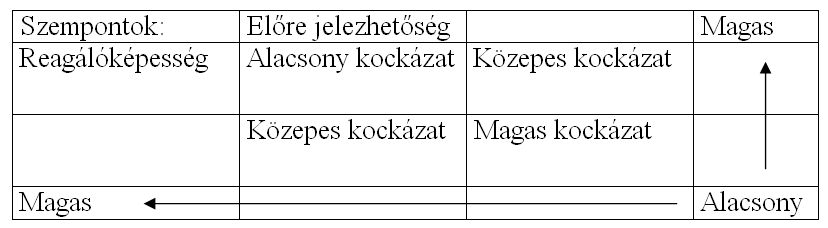 Szempontok: Előre jelezhetőség Magas
Reagálóképesség Alacsony kockázat Közepes kockázat
Közepes kockázat Magas kockázat
Magas Alacsony